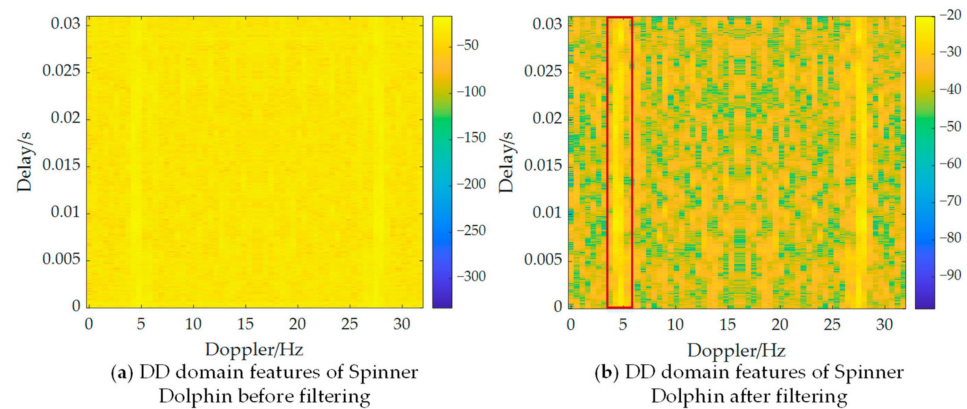 0.03
0.025
0.02
0.015
0.01
0.005
0
Delay/s
0 5 10 15 20 25 30
Doppler/Hz
−50
−100
−150
−200
−250
−300
(a) DD domain features of Spinner
Dolphin before filtering
0.03
0.025
0.02
0.015
0.01
0.005
0
Delay/s
0 5 10 15 20 25 30
Doppler/Hz
−20
−30
−40
−50
−60
−70
−80
−90
(b) DD domain features of Spinner
Dolphin after filtering